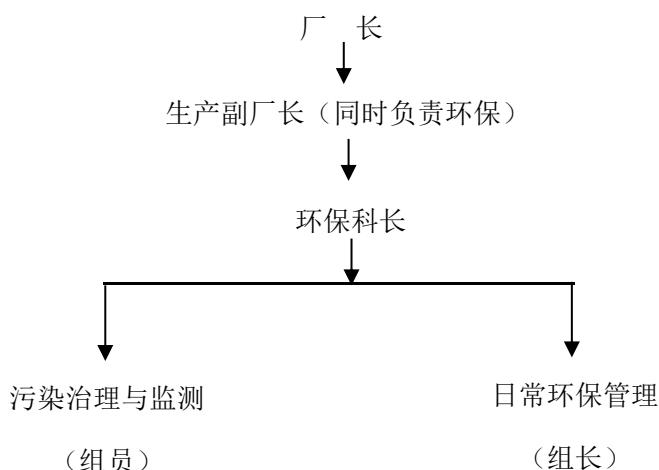 厂 长
生产副厂长（同时负责环保）
环保科长
污染治理与监测
日常环保管理
（组员）
（组长）